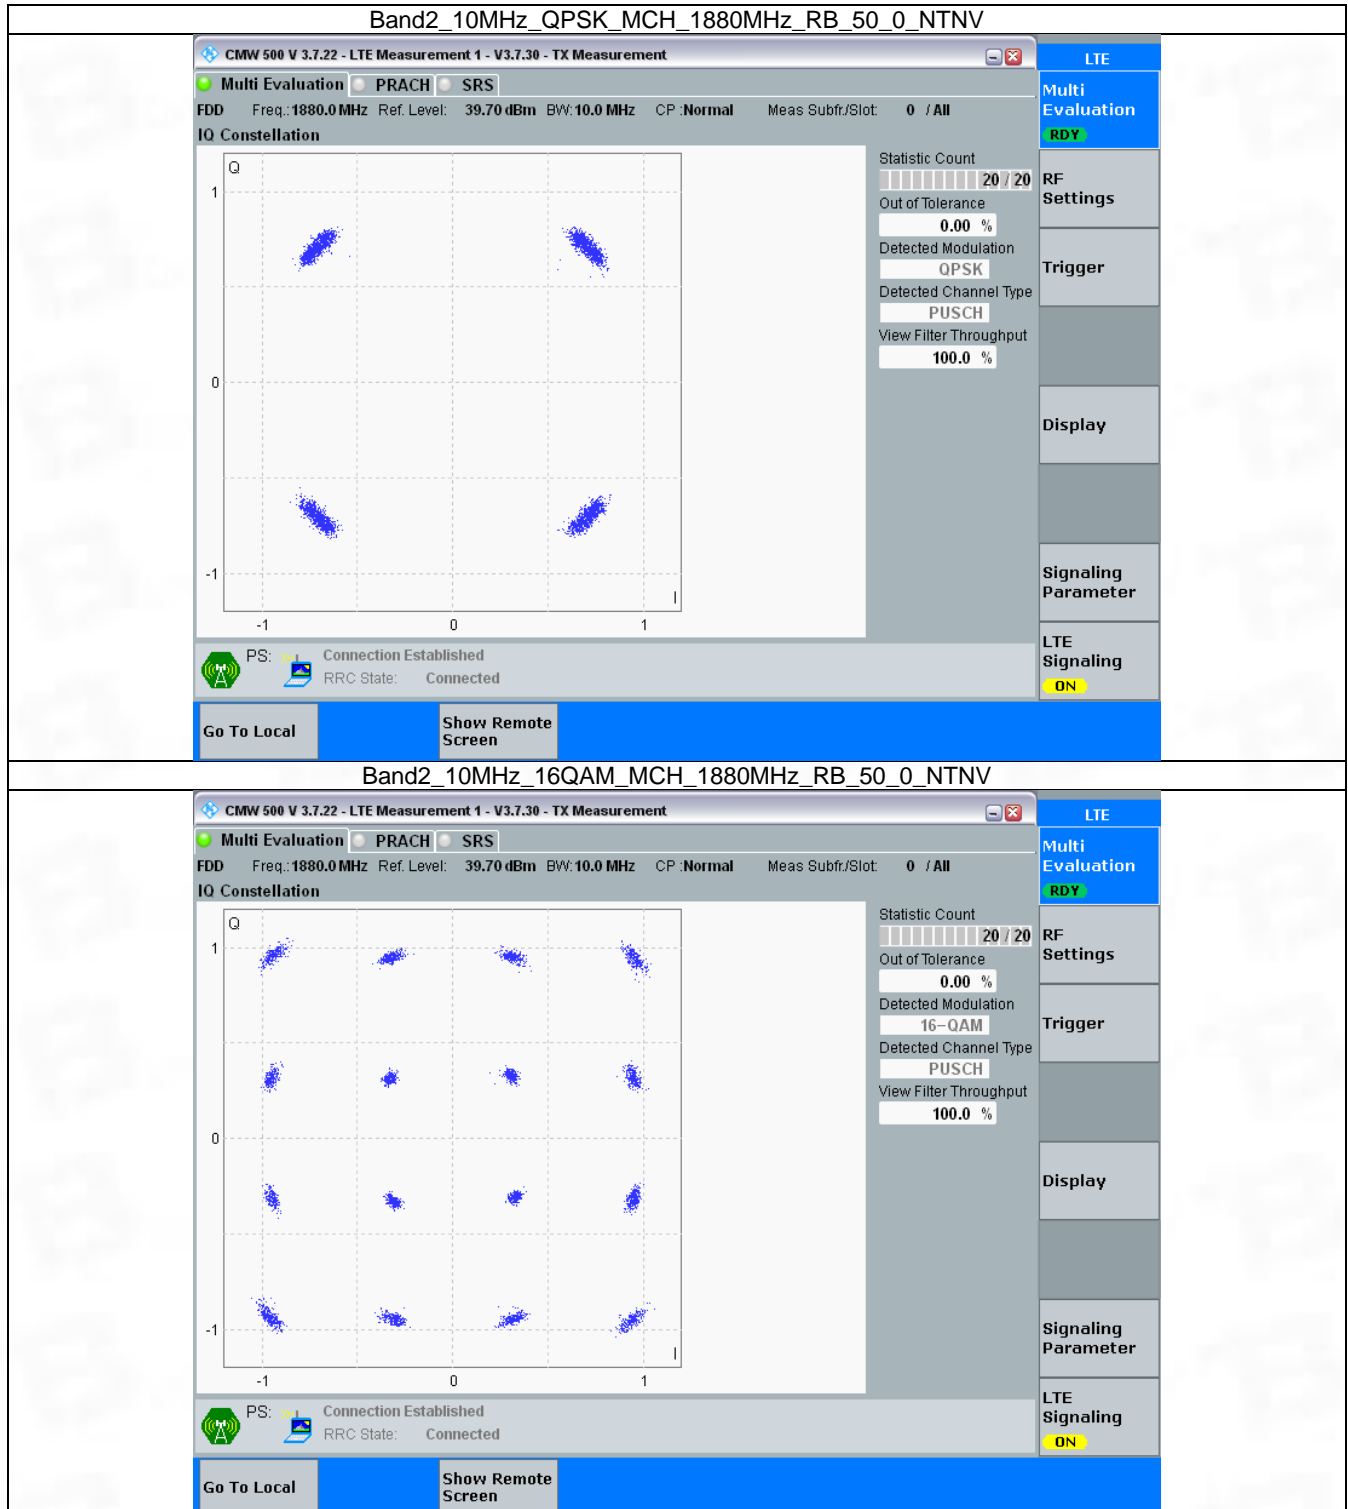 Band2_10MHz_QPSK_MCH_1880MHz_RB_50_0_NTNV
CMW 500 V 3.7.22 - LTE Measurement 1 - V3.7.30 - TX Measurement
LTE
Multi Evaluation PRACH SRS
FDD Freq.: 1880.0 MHz Ref. Level: 39.70 dBm BW: 10.0 MHz CP : Normal Meas Subfr./Slot: 0 / All
IQ Constellation
Q
1
0
-1
I
-1 0 1
Statistic Count
20 / 20
Out of Tolerance
0.00 %
Detected Modulation
QPSK
Detected Channel Type
PUSCH
View Filter Throughput
100.0 %
Multi
Evaluation
RDY
RF
Settings
Trigger
Display
Signaling
Parameter
LTE
Signaling
ON
PS: Connection Established
RRC State: Connected
Go To Local
Show Remote
Screen
Band2_10MHz_16QAM_MCH_1880MHz_RB_50_0_NTNV
CMW 500 V 3.7.22 - LTE Measurement 1 - V3.7.30 - TX Measurement
LTE
Multi Evaluation PRACH SRS
FDD Freq.: 1880.0 MHz Ref. Level: 39.70 dBm BW: 10.0 MHz CP : Normal Meas Subfr./Slot: 0 / All
IQ Constellation
Q
1
0
-1
I
-1 0 1
Statistic Count
20 / 20
Out of Tolerance
0.00 %
Detected Modulation
16-QAM
Detected Channel Type
PUSCH
View Filter Throughput
100.0 %
Multi
Evaluation
RDY
RF
Settings
Trigger
Display
Signaling
Parameter
LTE
Signaling
ON
PS: Connection Established
RRC State: Connected
Go To Local
Show Remote
Screen